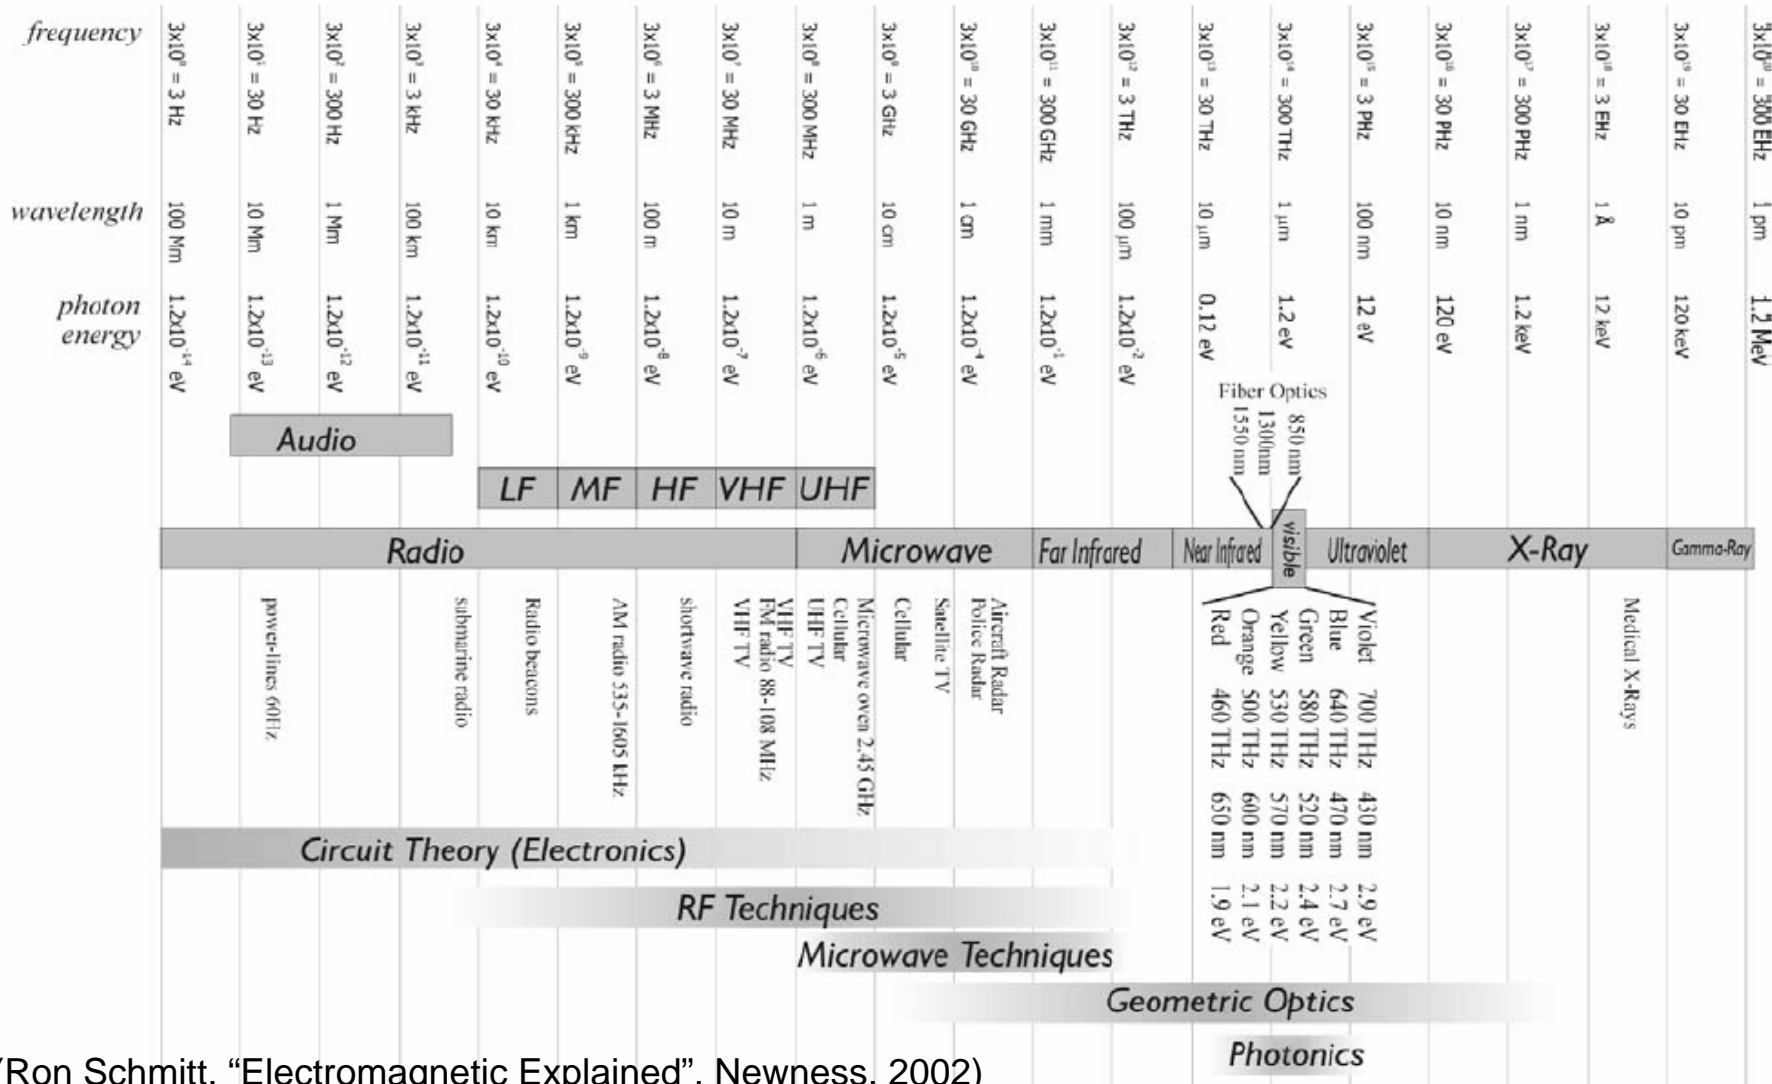 frequency
3x10⁰ = 3 Hz
3x10¹ = 30 Hz
3x10² = 300 Hz
3x10³ = 3 kHz
3x10⁴ = 30 kHz
3x10⁵ = 300 kHz
3x10⁶ = 3 MHz
3x10⁷ = 30 MHz
3x10⁸ = 300 MHz
3x10⁹ = 3 GHz
3x10¹⁰ = 30 GHz
3x10¹¹ = 300 GHz
3x10¹² = 3 THz
3x10¹³ = 30 THz
3x10¹⁴ = 300 THz
3x10¹⁵ = 3 PHz
3x10¹⁶ = 30 PHz
3x10¹⁷ = 300 PHz
3x10¹⁸ = 3 EHz
3x10¹⁹ = 30 EHz
3x10²⁰ = 300 EHz
wavelength
100 Mm
10 Mm
1 Mm
100 km
10 km
1 km
100 m
10 m
1 m
10 cm
1 cm
1 mm
100 μm
10 μm
1 μm
100 nm
10 nm
1 nm
1 Å
10 pm
1 pm
photon
energy
1.2x10⁻¹⁴ eV
1.2x10⁻¹³ eV
1.2x10⁻¹² eV
1.2x10⁻¹¹ eV
1.2x10⁻¹⁰ eV
1.2x10⁻⁹ eV
1.2x10⁻⁸ eV
1.2x10⁻⁷ eV
1.2x10⁻⁶ eV
1.2x10⁻⁵ eV
1.2x10⁻⁴ eV
1.2x10⁻¹ eV
1.2x10⁻² eV
0.12 eV
1.2 eV
12 eV
120 eV
1.2 keV
12 keV
120 keV
1.2 MeV
Fiber Optics
1550 nm
1300nm
850 nm
Audio
LF MF HF VHF UHF
Radio Microwave Far Infrared Near Infrared visible Ultraviolet X-Ray Gamma-Ray
power-lines 60Hz
submarine radio
Radio beacons
AM radio 535-1605 kHz
shortwave radio
VHF TV
FM radio 88-108 MHz
VHF TV
UHF TV
Cellular
Microwave oven 2.45 GHz
Cellular
Satellite TV
Police Radar
Aircraft Radar
Red 460 THz 650 nm 1.9 eV
Orange 500 THz 600 nm 2.1 eV
Yellow 530 THz 570 nm 2.2 eV
Green 580 THz 520 nm 2.4 eV
Blue 640 THz 470 nm 2.7 eV
Violet 700 THz 430 nm 2.9 eV
Medical X-Rays
Circuit Theory (Electronics)
RF Techniques
Microwave Techniques
Geometric Optics
Photonics
(Ron Schmitt, “Electromagnetic Explained”, Newness, 2002)